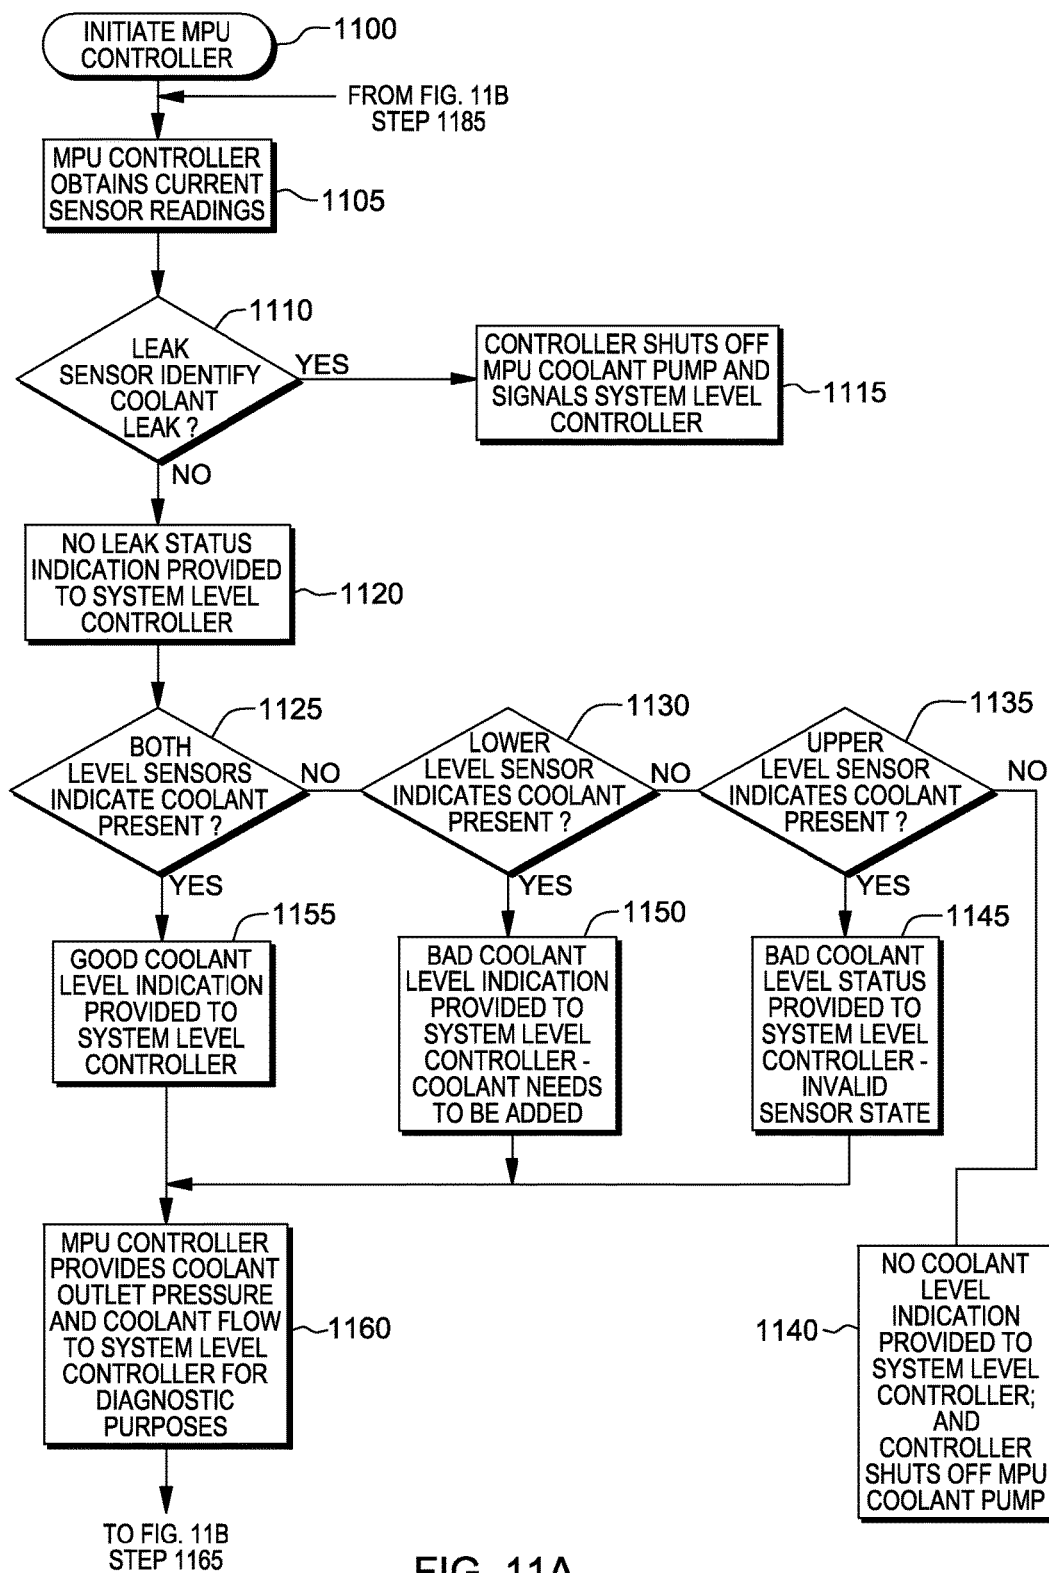 INITIATE MPU
CONTROLLER
1100
FROM FIG. 11B
STEP 1185
MPU CONTROLLER
OBTAINS CURRENT
SENSOR READINGS
1105
1110
LEAK
SENSOR IDENTIFY
COOLANT
LEAK ?
YES
CONTROLLER SHUTS OFF
MPU COOLANT PUMP AND
SIGNALS SYSTEM LEVEL
CONTROLLER
1115
NO
NO LEAK STATUS
INDICATION PROVIDED
TO SYSTEM LEVEL
CONTROLLER
1120
1125
BOTH
LEVEL SENSORS
INDICATE COOLANT
PRESENT ?
NO
YES
1130
LOWER
LEVEL SENSOR
INDICATES COOLANT
PRESENT ?
NO
YES
1135
UPPER
LEVEL SENSOR
INDICATES COOLANT
PRESENT ?
NO
YES
1155
GOOD COOLANT
LEVEL INDICATION
PROVIDED TO
SYSTEM LEVEL
CONTROLLER
1150
BAD COOLANT
LEVEL INDICATION
PROVIDED TO
SYSTEM LEVEL
CONTROLLER -
COOLANT NEEDS
TO BE ADDED
1145
BAD COOLANT
LEVEL STATUS
PROVIDED TO
SYSTEM LEVEL
CONTROLLER -
INVALID
SENSOR STATE
MPU CONTROLLER
PROVIDES COOLANT
OUTLET PRESSURE
AND COOLANT FLOW
TO SYSTEM LEVEL
CONTROLLER FOR
DIAGNOSTIC
PURPOSES
1160
1140
NO COOLANT
LEVEL
INDICATION
PROVIDED TO
SYSTEM LEVEL
CONTROLLER;
AND
CONTROLLER
SHUTS OFF MPU
COOLANT PUMP
TO FIG. 11B
STEP 1165
FIG. 11A